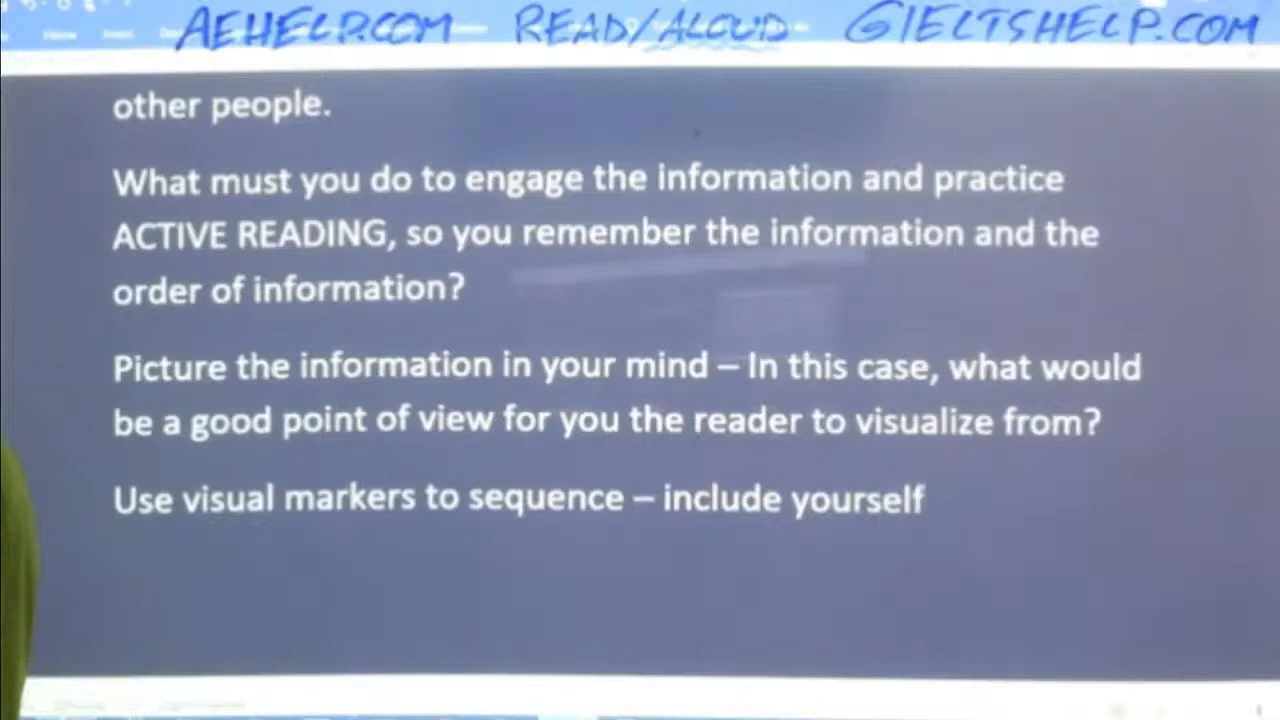 AEHELP.COM READ/ALOUD GIELTSHELP.COM
other people.
What must you do to engage the information and practice
ACTIVE READING, so you remember the information and the
order of information?
Picture the information in your mind – In this case, what would
be a good point of view for you the reader to visualize from?
Use visual markers to sequence – include yourself